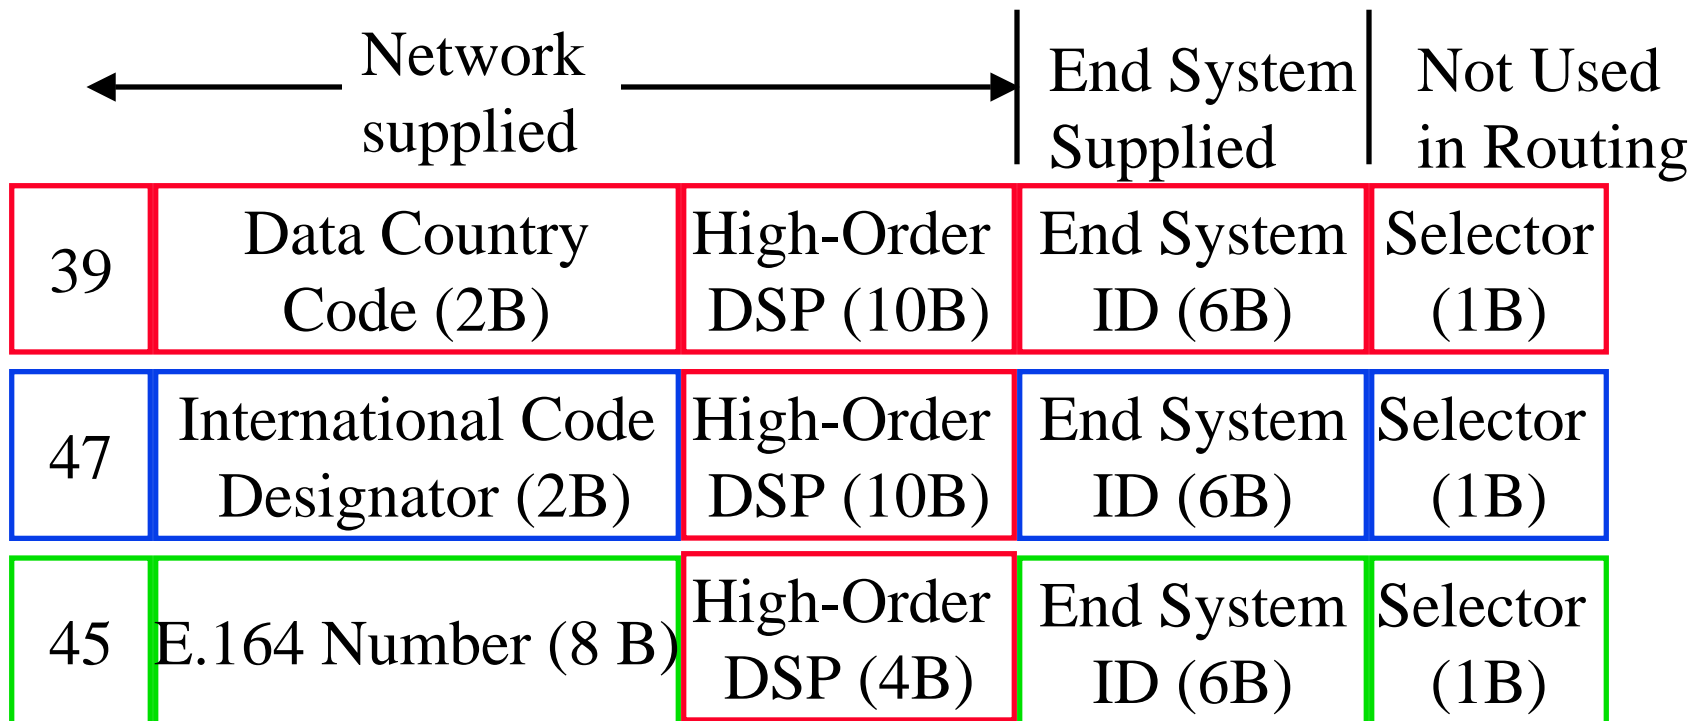 Network
supplied
End System
Supplied
Not Used
in Routing
39
Data Country
Code (2B)
High-Order
DSP (10B)
End System
ID (6B)
Selector
(1B)
47
International Code
Designator (2B)
High-Order
DSP (10B)
End System
ID (6B)
Selector
(1B)
45
E.164 Number (8 B)
High-Order
DSP (4B)
End System
ID (6B)
Selector
(1B)